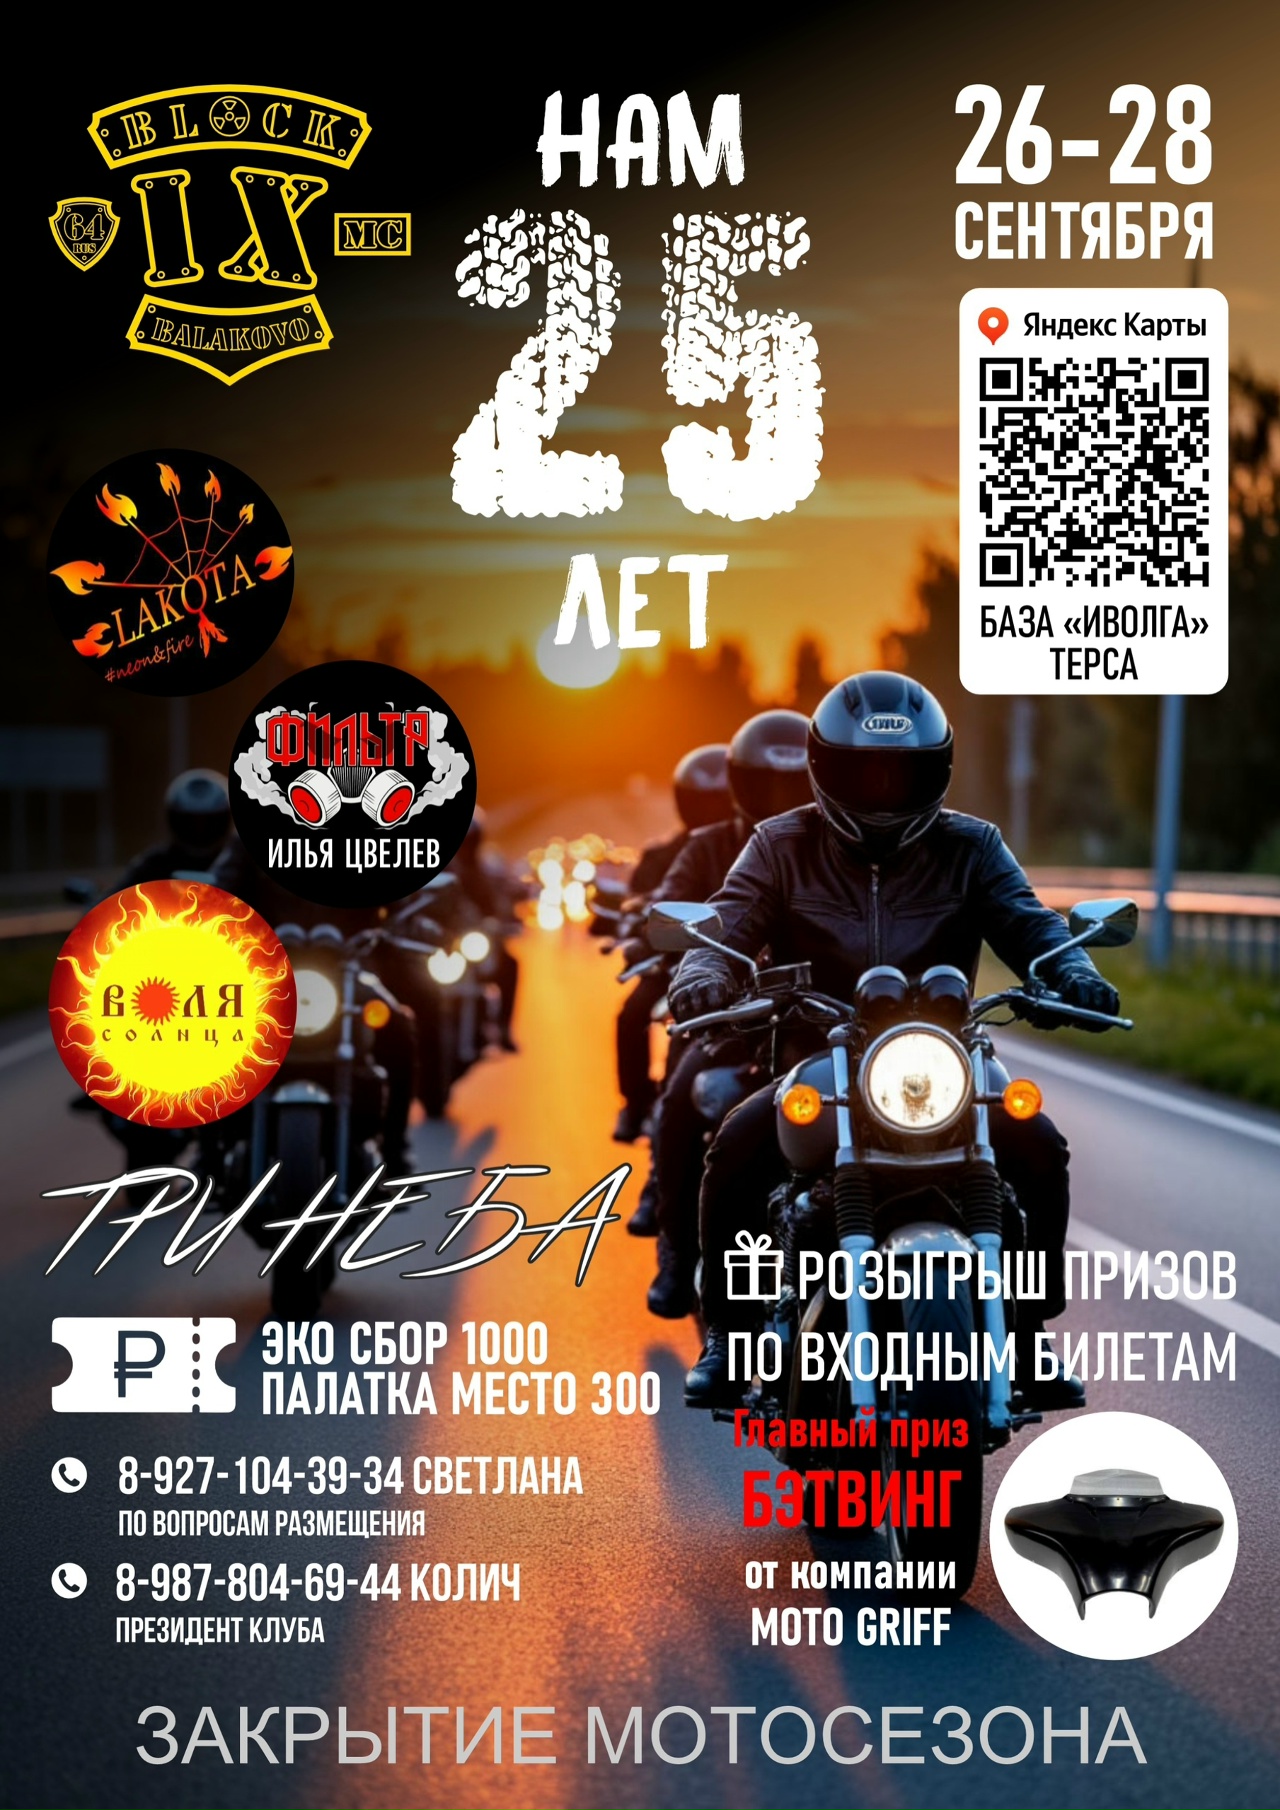 BLOCK
IX
64
RUS
MC
BALAKOVO
НАМ
25
ЛЕТ
26-28
СЕНТЯБРЯ
Яндекс Карты
БАЗА «ИВОЛГА»
ТЕРСА
LAKOTA
#neon&fire
ФИЛЬТР
ИЛЬЯ ЦВЕЛЕВ
ВОЛЯ
солнца
ТРИ НЕБА
ЭКО СБОР 1000
ПАЛАТКА МЕСТО 300
8-927-104-39-34 СВЕТЛАНА
ПО ВОПРОСАМ РАЗМЕЩЕНИЯ
8-987-804-69-44 КОЛИЧ
ПРЕЗИДЕНТ КЛУБА
РОЗЫГРЫШ ПРИЗОВ
ПО ВХОДНЫМ БИЛЕТАМ
Главный приз
БЭТВИНГ
от компании
MOTO GRIFF
ЗАКРЫТИЕ МОТОСЕЗОНА